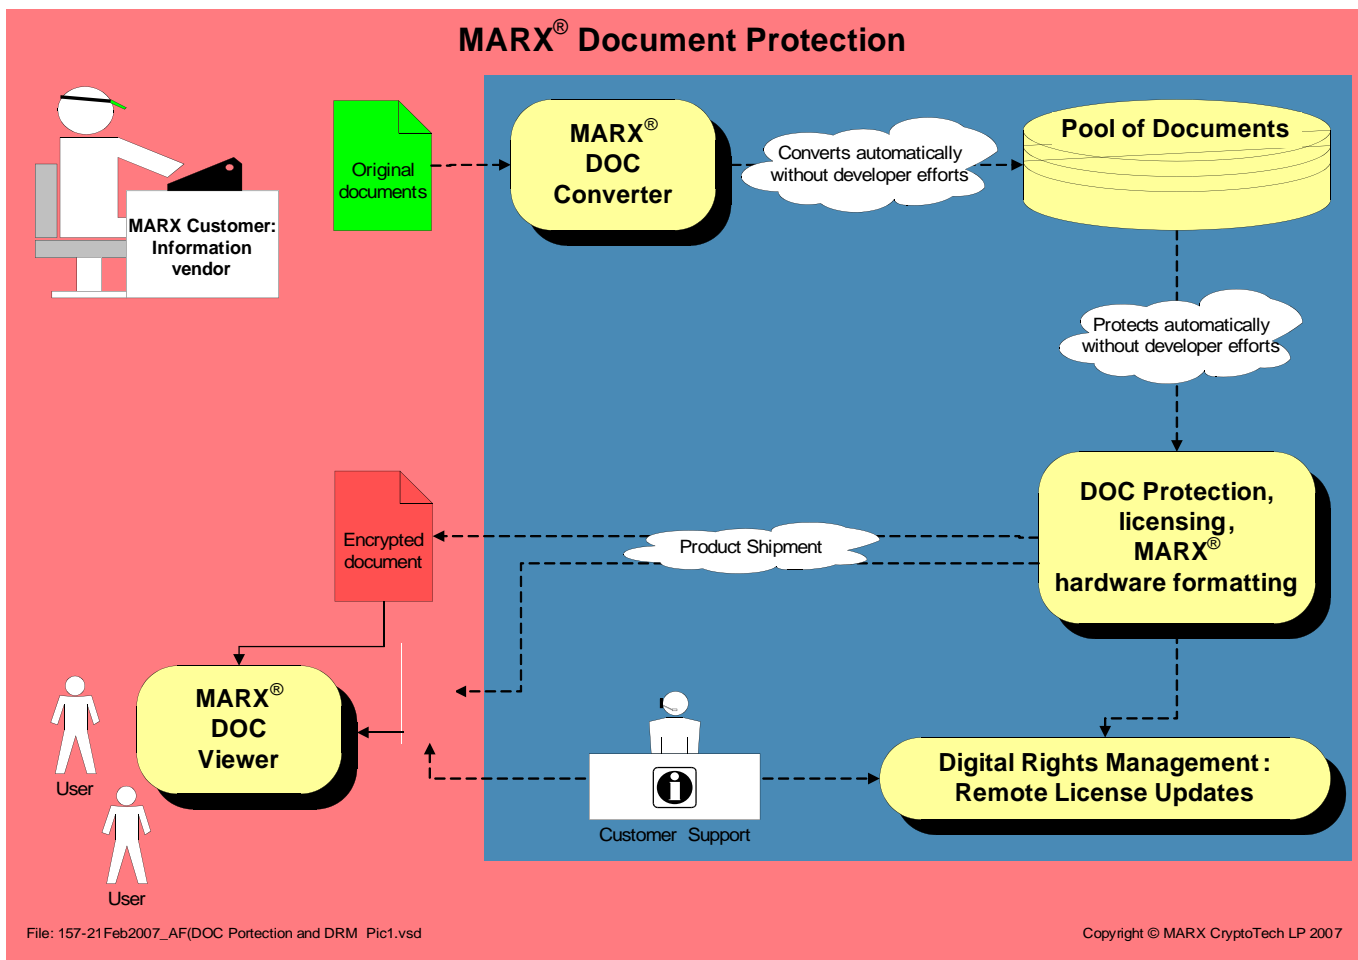 MARX® Document Protection
MARX Customer:
Information
vendor
Original
documents
MARX®
DOC
Converter
Converts automatically
without developer efforts
Pool of Documents
Protects automatically
without developer efforts
DOC Protection,
licensing,
MARX®
hardware formatting
Product Shipment
Encrypted
document
MARX®
DOC
Viewer
User
User
Customer Support
Digital Rights Management:
Remote License Updates
File: 157-21Feb2007_AF(DOC Portection and DRM Pic1.vsd
Copyright © MARX CryptoTech LP 2007